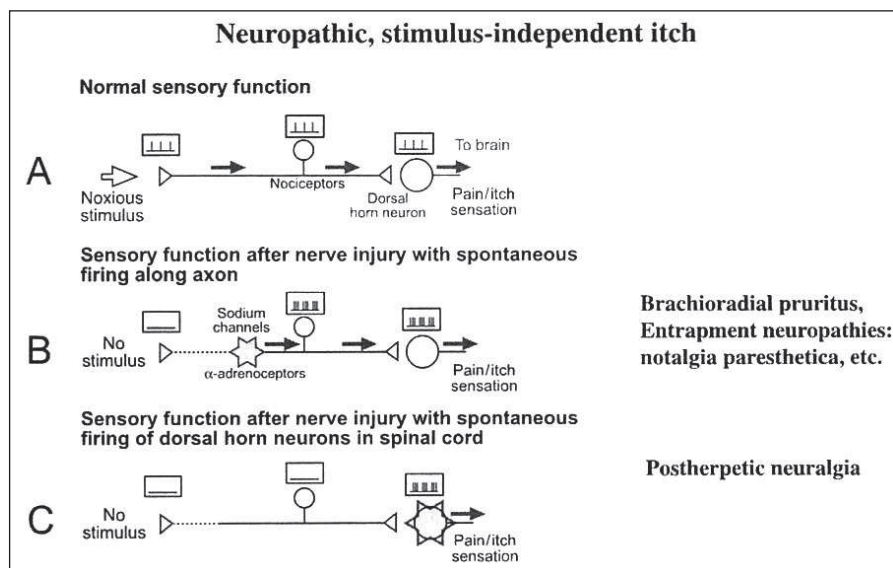 Neuropathic, stimulus-independent itch
Normal sensory function
A
Noxious
stimulus
Nociceptors
Dorsal
horn neuron
To brain
Pain/itch
sensation
Sensory function after nerve injury with spontaneous
firing along axon
B
No
stimulus
Sodium
channels
α-adrenoceptors
Pain/itch
sensation
Brachioradial pruritus,
Entrapment neuropathies:
notalgia paresthetica, etc.
Sensory function after nerve injury with spontaneous
firing of dorsal horn neurons in spinal cord
C
No
stimulus
Pain/itch
sensation
Postherpetic neuralgia